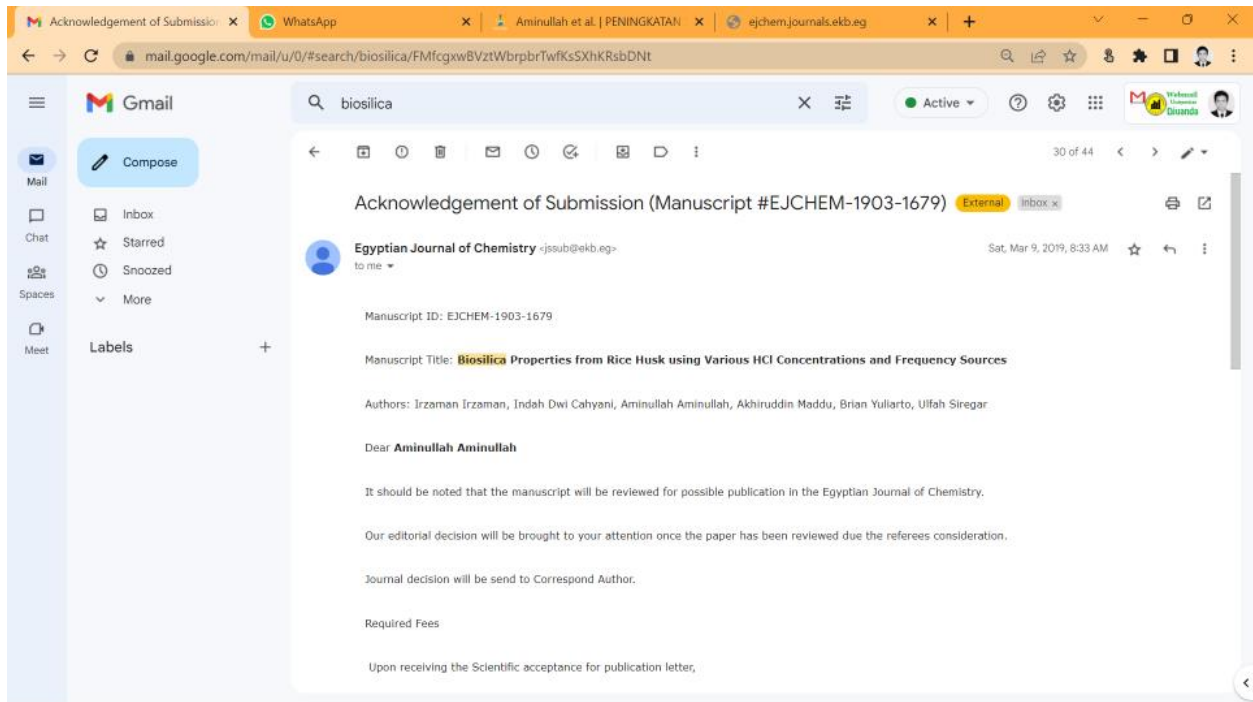 Acknowledgement of Submission
WhatsApp
Aminullah et al. | PENINGKATAN
ejchem.journals.ekb.eg
mail.google.com/mail/u/0/#search/biosilica/FMfcgxwBVztWbrpbrTwfKsSXhKRsbDNt
Gmail
biosilica
Active
Universitas
Djuanda
Mail
Compose
30 of 44
Chat
Inbox
Starred
Spaces
Snoozed
More
Meet
Labels
Acknowledgement of Submission (Manuscript #EJCHEM-1903-1679) External Inbox x
Egyptian Journal of Chemistry <jssub@ekb.eg> Sat, Mar 9, 2019, 8:33 AM
to me
Manuscript ID: EJCHEM-1903-1679
Manuscript Title: Biosilica Properties from Rice Husk using Various HCl Concentrations and Frequency Sources
Authors: Irzaman Irzaman, Indah Dwi Cahyani, Aminullah Aminullah, Akhiruddin Maddu, Brian Yuliarto, Ulfah Siregar
Dear Aminullah Aminullah
It should be noted that the manuscript will be reviewed for possible publication in the Egyptian Journal of Chemistry.
Our editorial decision will be brought to your attention once the paper has been reviewed due the referees consideration.
Journal decision will be send to Correspond Author.
Required Fees
Upon receiving the Scientific acceptance for publication letter,